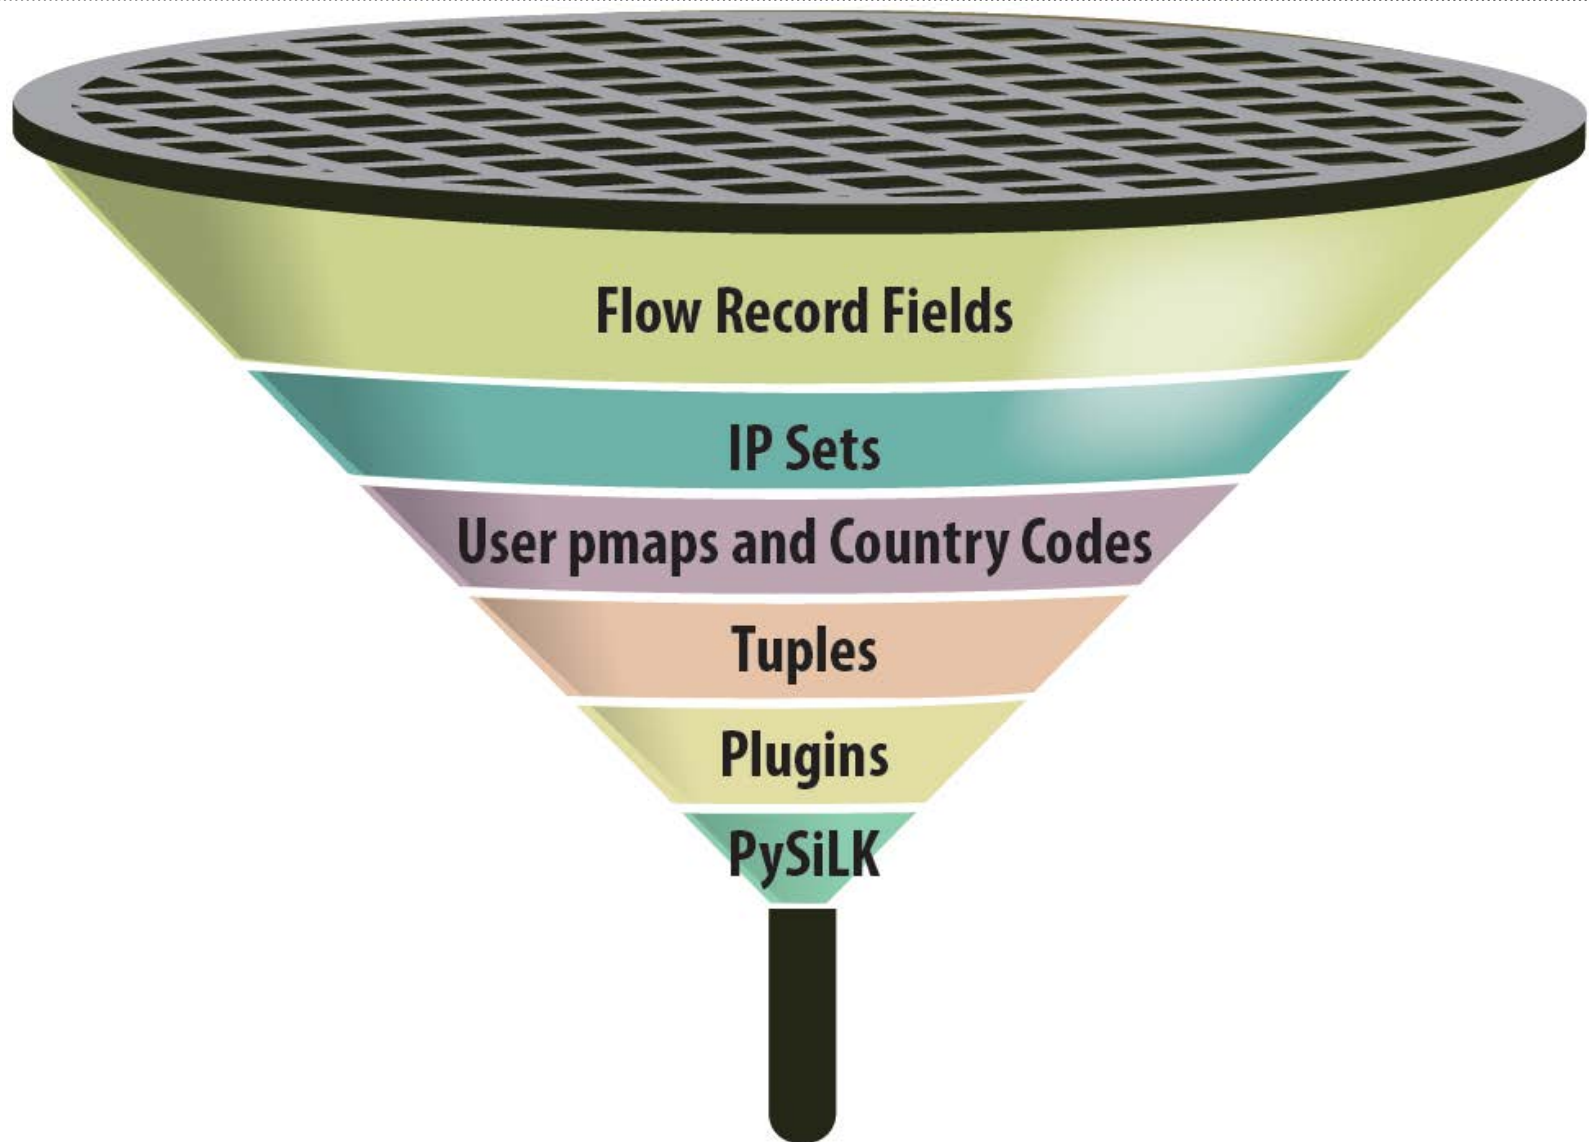 Flow Record Fields
IP Sets
User pmaps and Country Codes
Tuples
Plugins
PySiLK